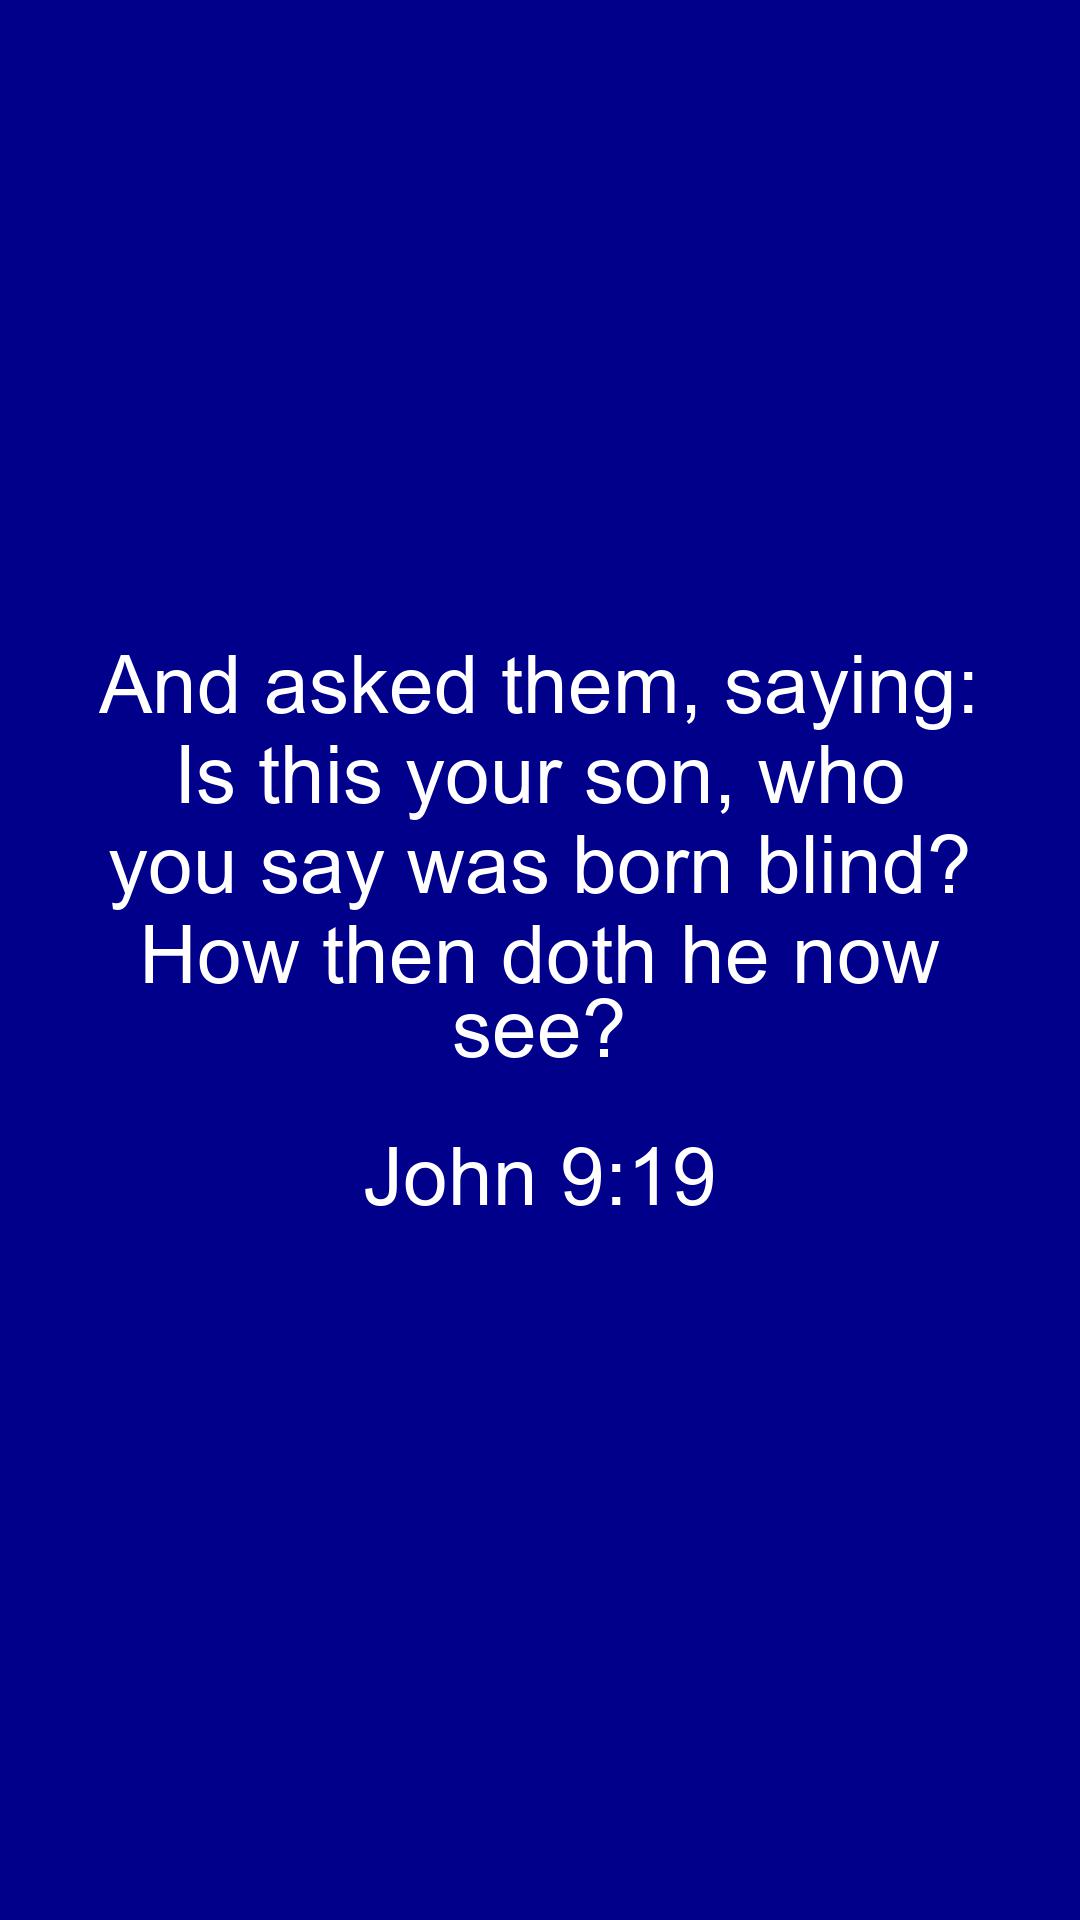 And asked them, saying:
Is this your son, who
you say was born blind?
How then doth he now
see?
John 9:19